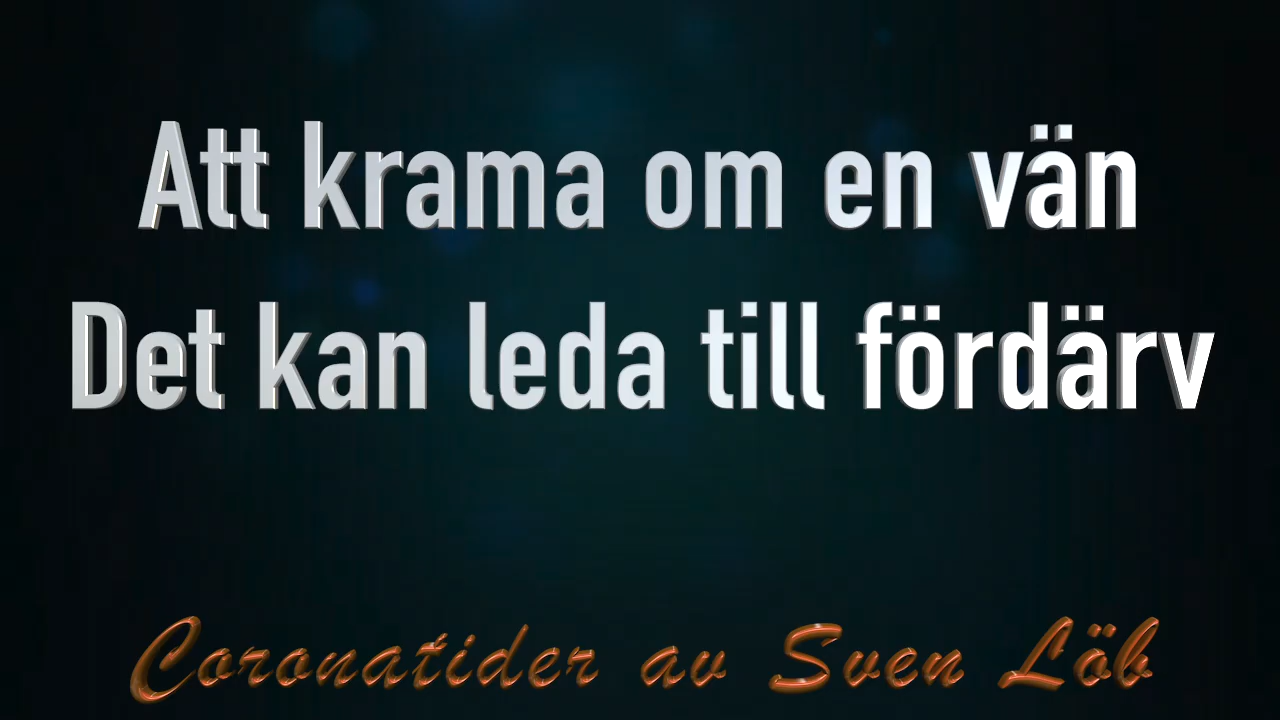 Att krama om en vän
Det kan leda till fördärv
Coronatider av Sven Löb